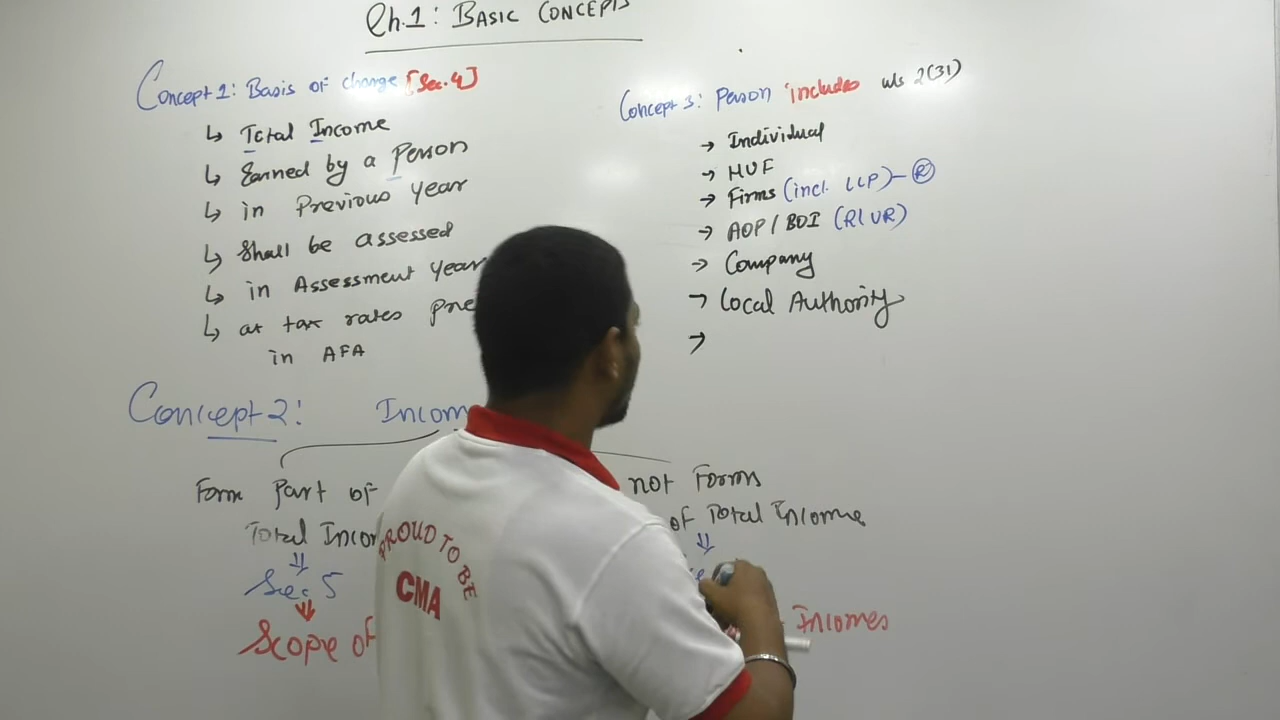 Ch.1: BASIC CONCEPTS
Concept 1: Basis of charge [Sec.4]
↳ Total Income
↳ Earned by a Person
↳ in Previous year
↳ Shall be assessed
↳ in Assessment year
↳ at tax rates pre
in AFA
Concept 2: Incom
Form Part of
Total Incom
⇓
Sec. 5
Scope of
not Forms
of Total Income
⇓
Incomes
Concept 3: Person includes u/s 2(31)
→ Individual
→ HUF
→ Firms (incl. LLP) - R
→ AOP / BOI (R/UR)
→ Company
→ Local Authority
→
PROUD TO BE
CMA